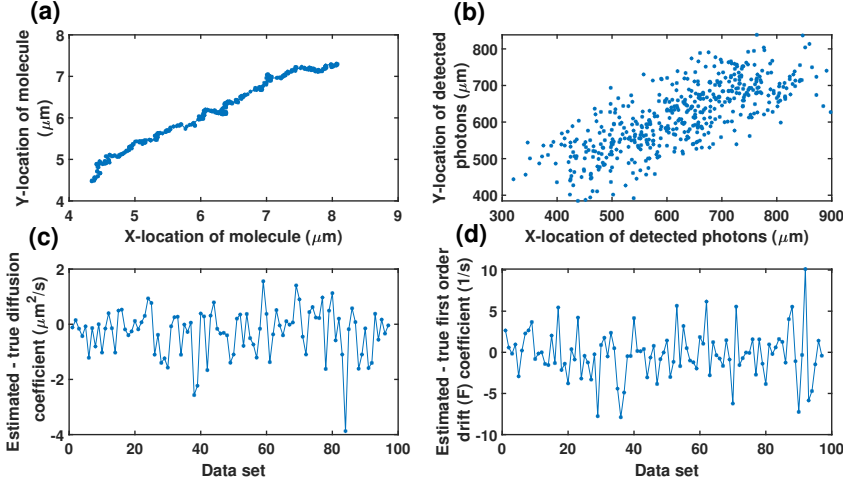 (a)
Y-location of molecule
(μm)
8
7
6
5
4
4
5
6
7
8
9
X-location of molecule (μm)
(b)
Y-location of detected
photons (μm)
800
700
600
500
400
300
400
500
600
700
800
900
X-location of detected photons (μm)
(c)
Estimated - true diffusion
coefficient (μm²/s)
2
0
-2
-4
0
20
40
60
80
100
Data set
(d)
Estimated - true first order
drift (F) coefficient (1/s)
10
5
0
-5
-10
0
20
40
60
80
100
Data set